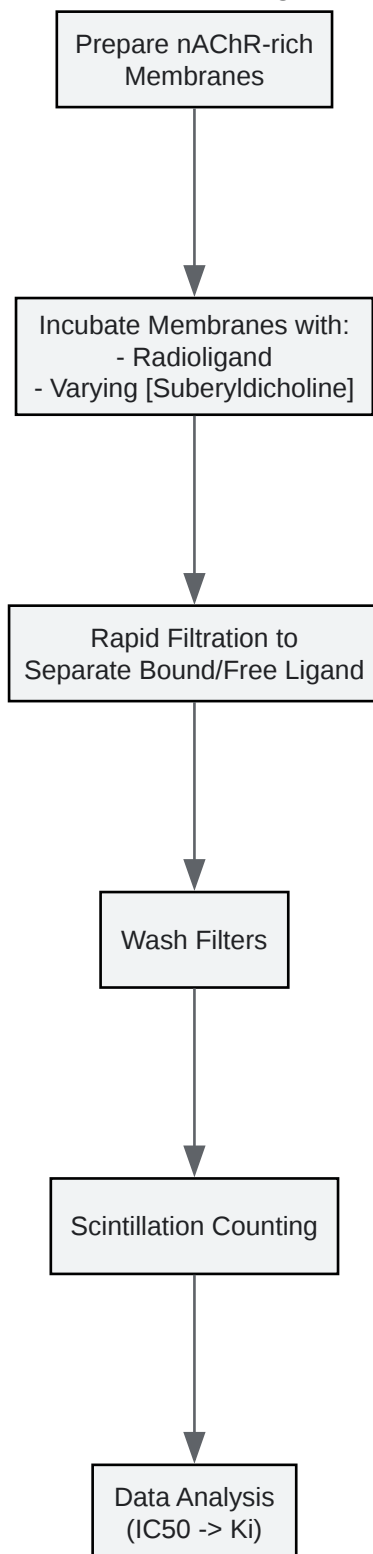 Prepare nAChR-rich
Membranes
Incubate Membranes with:
- Radioligand
- Varying [Suberyldicholine]
Rapid Filtration to
Separate Bound/Free Ligand
Wash Filters
Scintillation Counting
Data Analysis
(IC50 -> Ki)